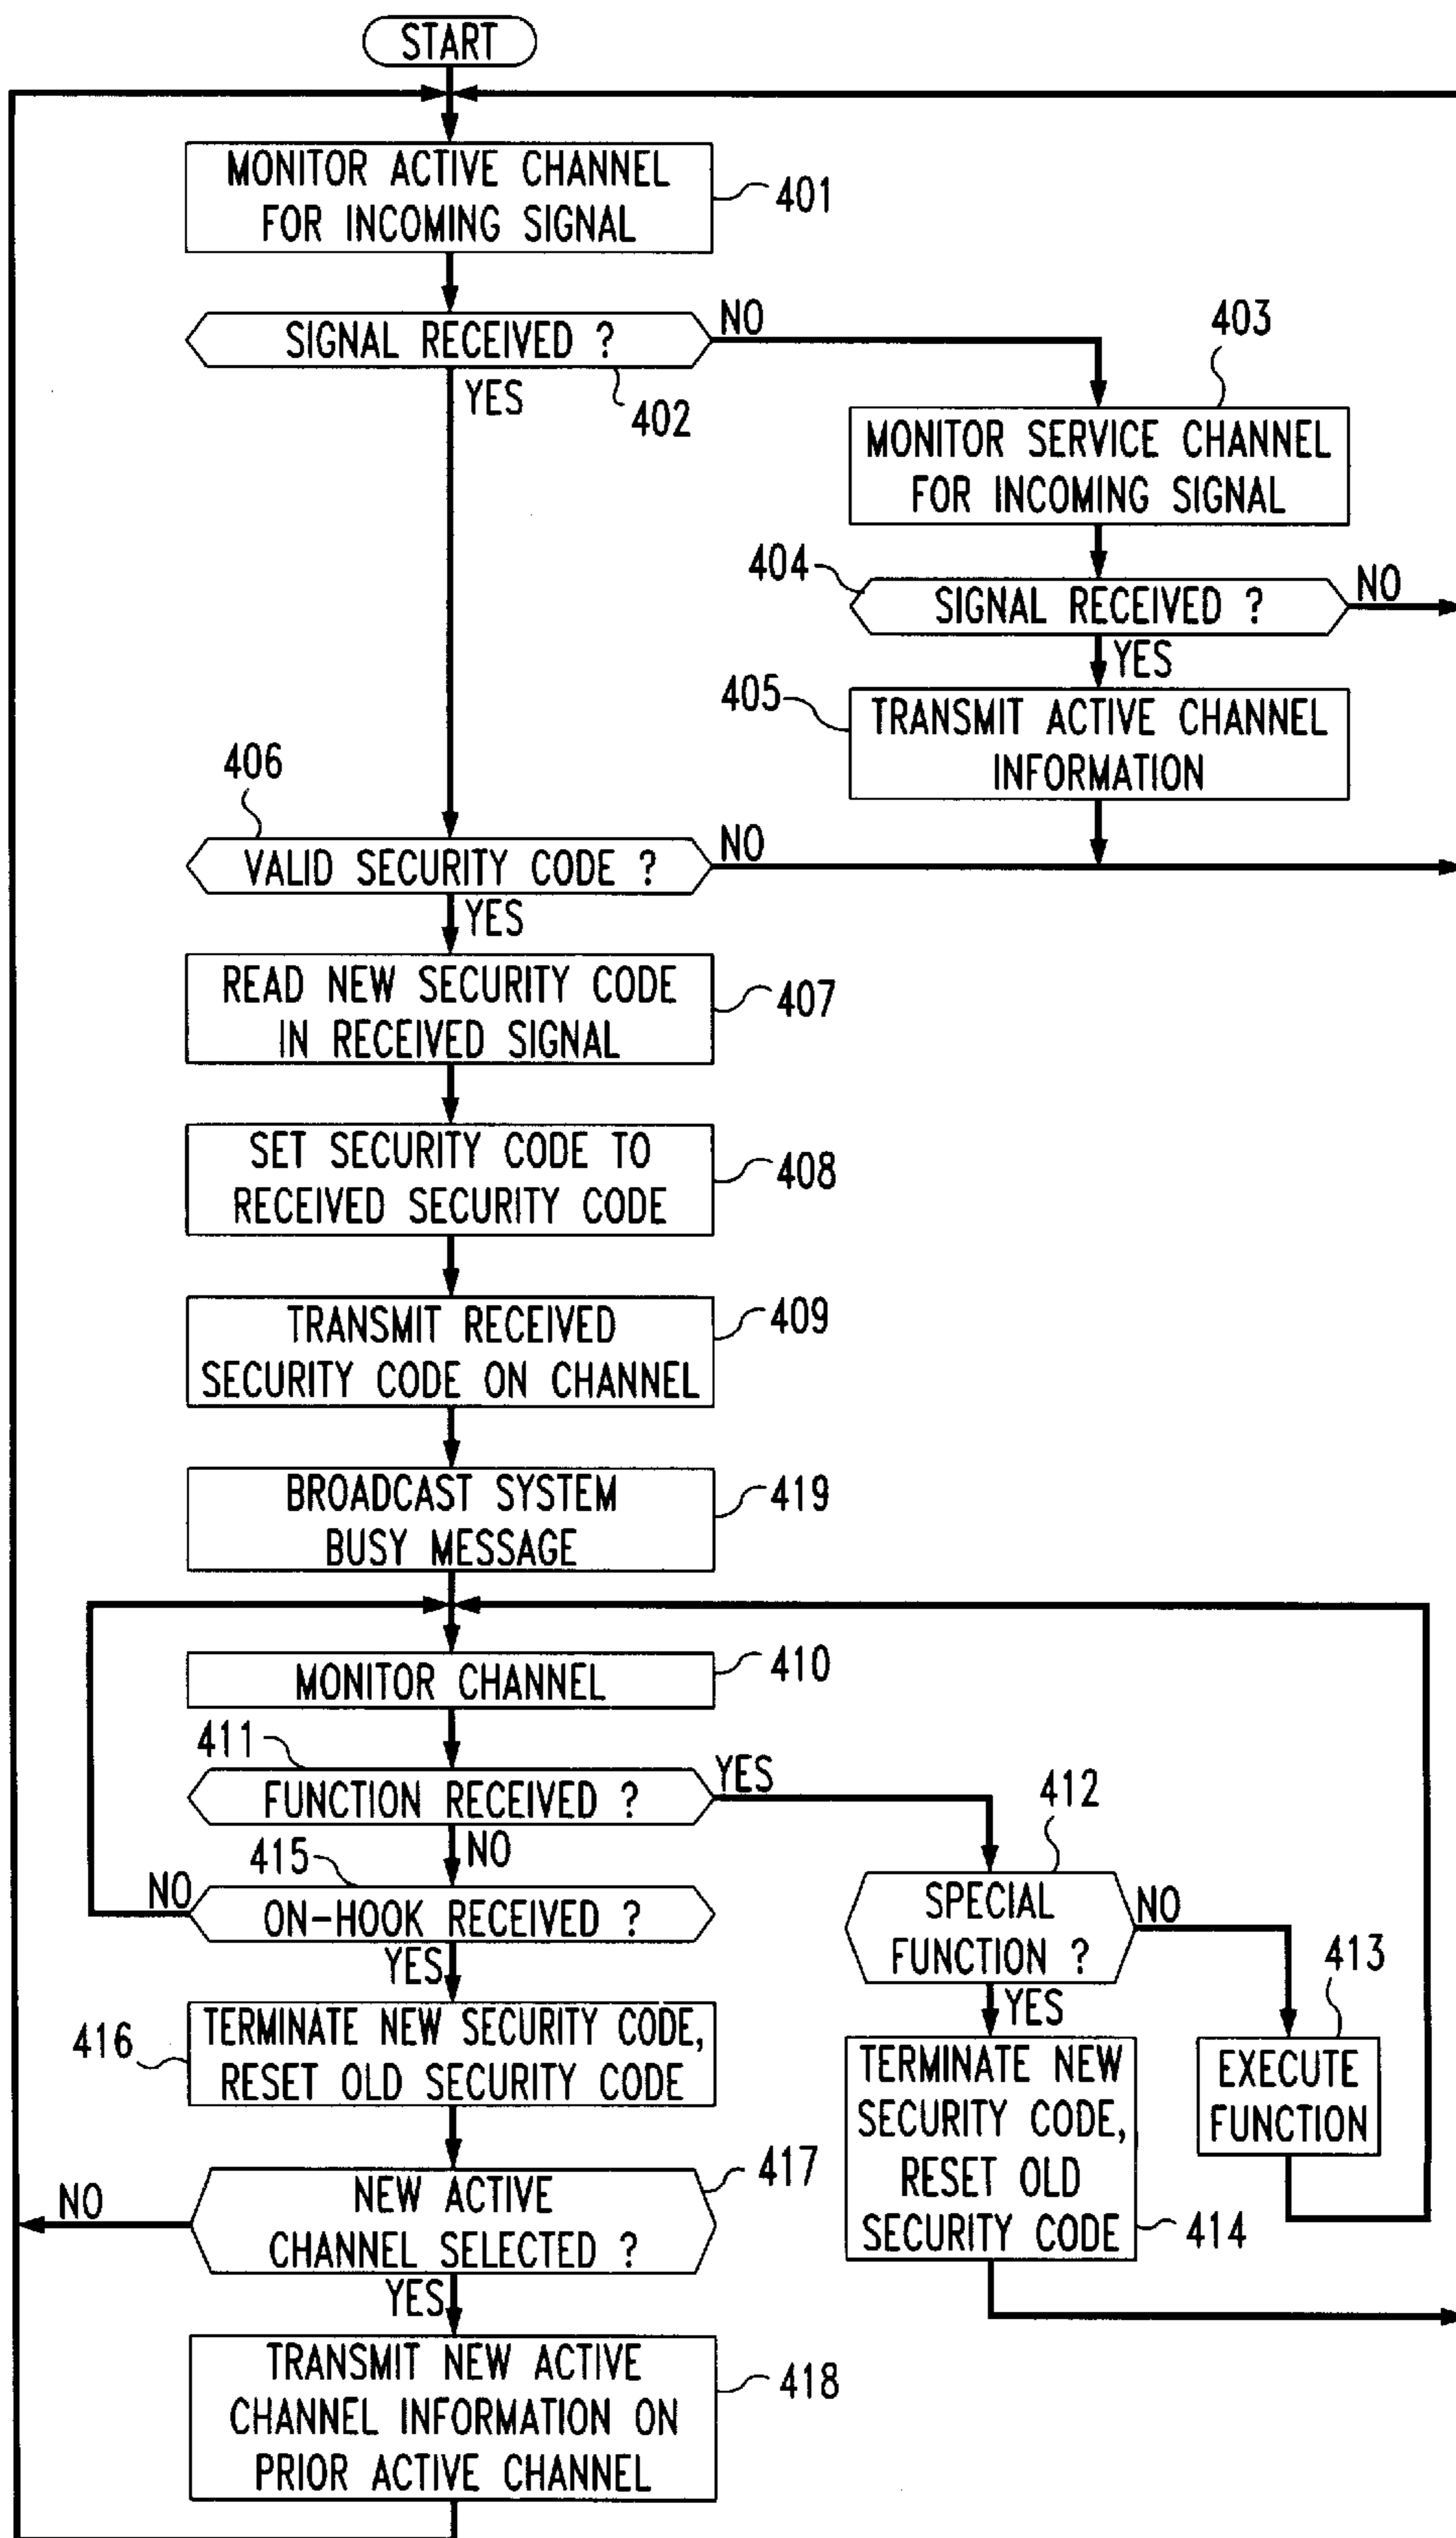 START
MONITOR ACTIVE CHANNEL
FOR INCOMING SIGNAL
401
SIGNAL RECEIVED ?
NO
YES
402
403
MONITOR SERVICE CHANNEL
FOR INCOMING SIGNAL
404
SIGNAL RECEIVED ?
NO
YES
405
TRANSMIT ACTIVE CHANNEL
INFORMATION
406
VALID SECURITY CODE ?
NO
YES
READ NEW SECURITY CODE
IN RECEIVED SIGNAL
407
SET SECURITY CODE TO
RECEIVED SECURITY CODE
408
TRANSMIT RECEIVED
SECURITY CODE ON CHANNEL
409
BROADCAST SYSTEM
BUSY MESSAGE
419
MONITOR CHANNEL
410
411
FUNCTION RECEIVED ?
YES
NO
412
SPECIAL
FUNCTION ?
NO
YES
413
EXECUTE
FUNCTION
TERMINATE NEW
SECURITY CODE,
RESET OLD
SECURITY CODE
414
415
ON-HOOK RECEIVED ?
NO
YES
416
TERMINATE NEW SECURITY CODE,
RESET OLD SECURITY CODE
NEW ACTIVE
CHANNEL SELECTED ?
417
NO
YES
TRANSMIT NEW ACTIVE
CHANNEL INFORMATION ON
PRIOR ACTIVE CHANNEL
418